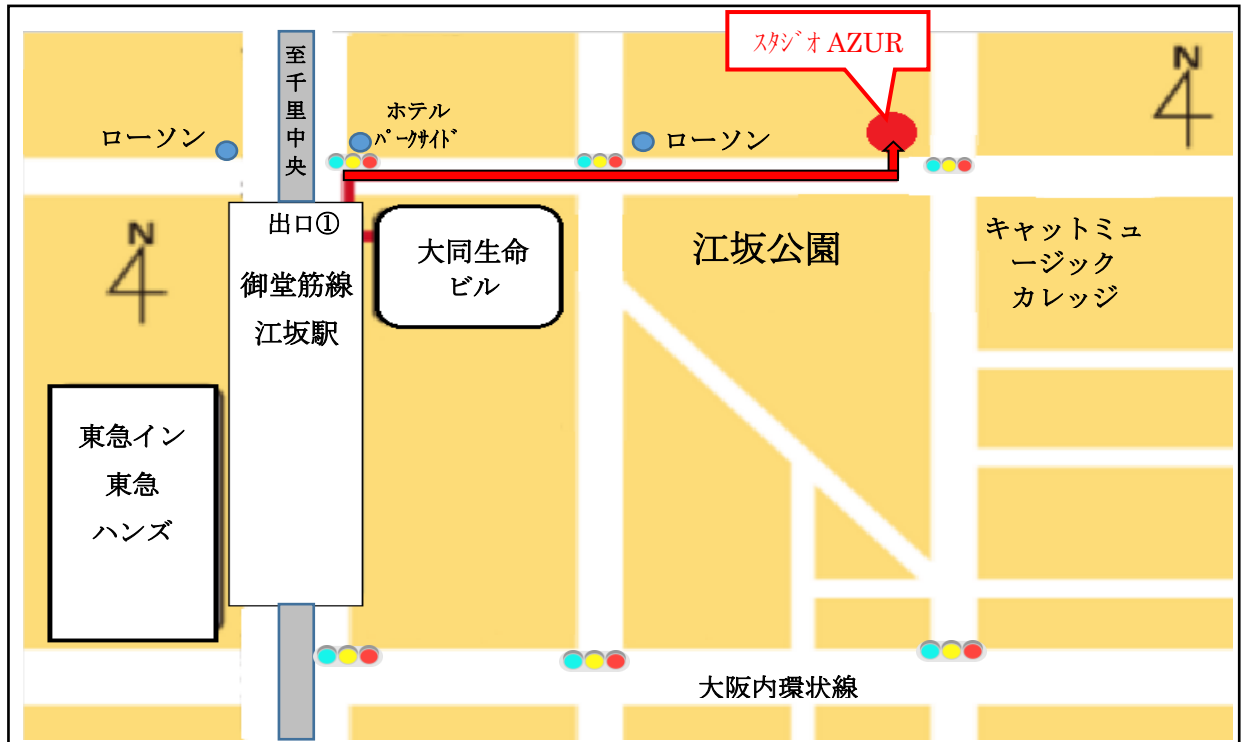 スタジオ AZUR
至
千
里
中
央
N
ホテル
パークサイド
ローソン
ローソン
出口①
御堂筋線
江坂駅
大同生命
ビル
江坂公園
キャットミュ
ージック
カレッジ
N
東急イン
東急
ハンズ
大阪内環状線